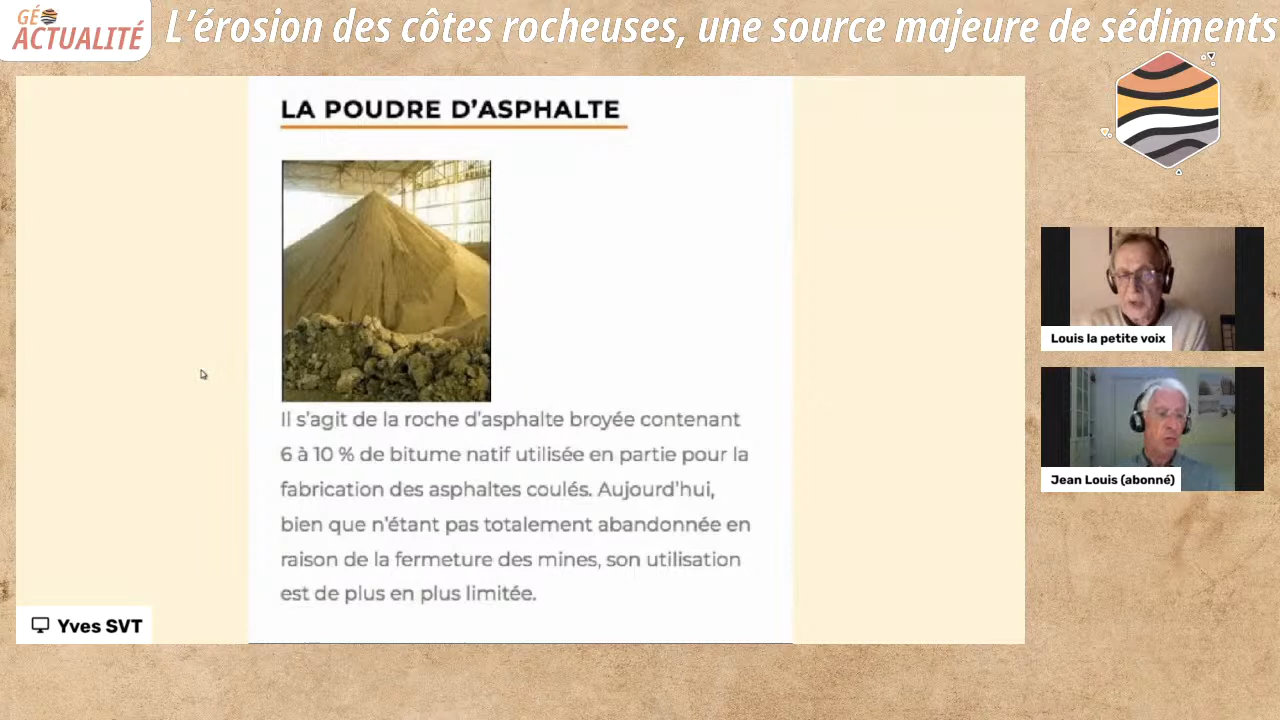 GÉ
ACTUALITÉ
L’érosion des côtes rocheuses, une source majeure de sédiments
LA POUDRE D’ASPHALTE
Il s’agit de la roche d’asphalte broyée contenant
6 à 10 % de bitume natif utilisée en partie pour la
fabrication des asphaltes coulés. Aujourd’hui,
bien que n’étant pas totalement abandonnée en
raison de la fermeture des mines, son utilisation
est de plus en plus limitée.
Yves SVT
Louis la petite voix
Jean Louis (abonné)